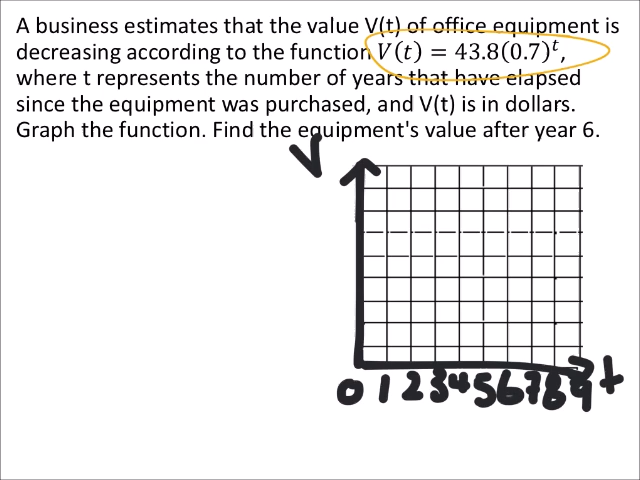 A business estimates that the value V(t) of office equipment is
decreasing according to the function V(t) = 43.8(0.7)^t,
where t represents the number of years that have elapsed
since the equipment was purchased, and V(t) is in dollars.
Graph the function. Find the equipment's value after year 6.
V
0 1 2 3 4 5 6 7 8 9 t